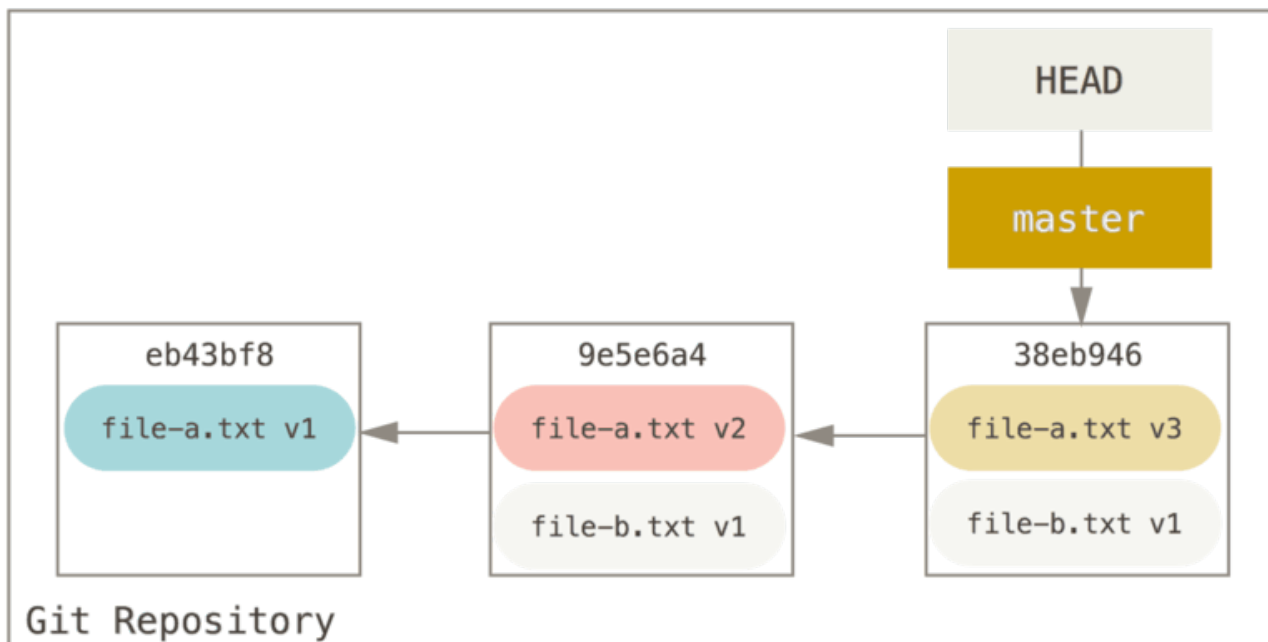 HEAD
master
eb43bf8
file-a.txt v1
9e5e6a4
file-a.txt v2
file-b.txt v1
38eb946
file-a.txt v3
file-b.txt v1
Git Repository